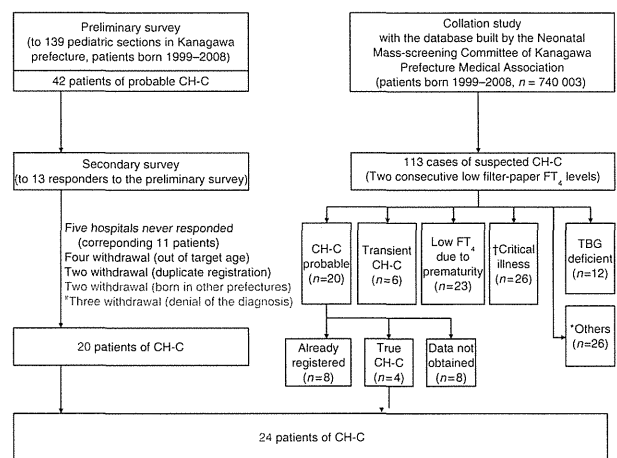 Preliminary survey
(to 139 pediatric sections in Kanagawa
prefecture, patients born 1999–2008)
42 patients of probable CH-C
Secondary survey
(to 13 responders to the preliminary survey)
Five hospitals never responded
(correponding 11 patients)
Four withdrawal (out of target age)
Two withdrawal (duplicate registration)
Two withdrawal (born in other prefectures)
*Three withdrawal (denial of the diagnosis)
20 patients of CH-C
Collation study
with the database built by the Neonatal
Mass-screening Committee of Kanagawa
Prefecture Medical Association
(patients born 1999–2008, n = 740 003)
113 cases of suspected CH-C
(Two consecutive low filter-paper FT4 levels)
CH-C
probable
(n=20)
Transient
CH-C
(n=6)
Low FT4
due to
prematurity
(n=23)
†Critical
illness
(n=26)
TBG
deficient
(n=12)
*Others
(n=26)
Already
registered
(n=8)
True
CH-C
(n=4)
Data not
obtained
(n=8)
24 patients of CH-C